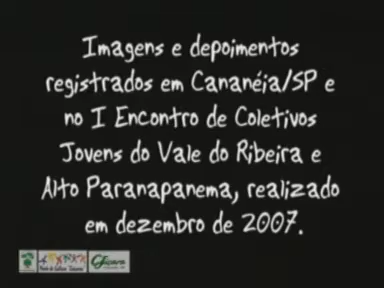 Imagens e depoimentos
registrados em Cananéia/SP e
no I Encontro de Coletivos
Jovens do Vale do Ribeira e
Alto Paranapanema, realizado
em dezembro de 2007.